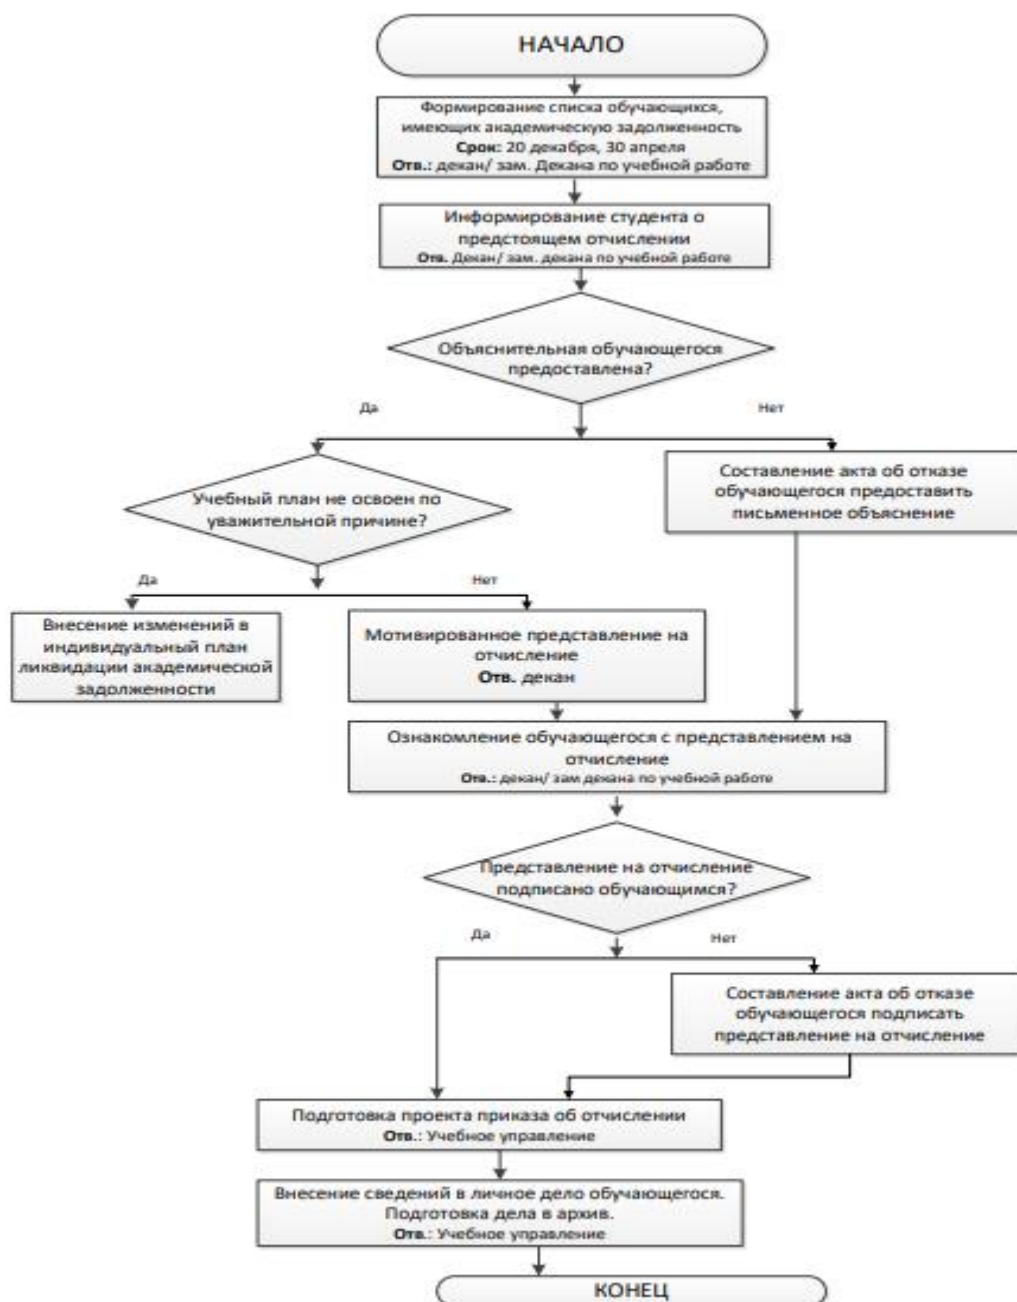 НАЧАЛО
Формирование списка обучающихся,
имеющих академическую задолженность
Срок: 20 декабря, 30 апреля
Отв.: декан/ зам. Декана по учебной работе
Информирование студента о
предстоящем отчислении
Отв. Декан/ зам. декана по учебной работе
Объяснительная обучающегося
предоставлена?
Да
Нет
Учебный план не освоен по
уважительной причине?
Составление акта об отказе
обучающегося предоставить
письменное объяснение
Да
Нет
Внесение изменений в
индивидуальный план
ликвидации академической
задолженности
Мотивированное представление на
отчисление
Отв. декан
Ознакомление обучающегося с представлением на
отчисление
Отв.: декан/ зам декана по учебной работе
Представление на отчисление
подписано обучающимся?
Да
Нет
Составление акта об отказе
обучающегося подписать
представление на отчисление
Подготовка проекта приказа об отчислении
Отв.: Учебное управление
Внесение сведений в личное дело обучающегося.
Подготовка дела в архив.
Отв.: Учебное управление
КОНЕЦ